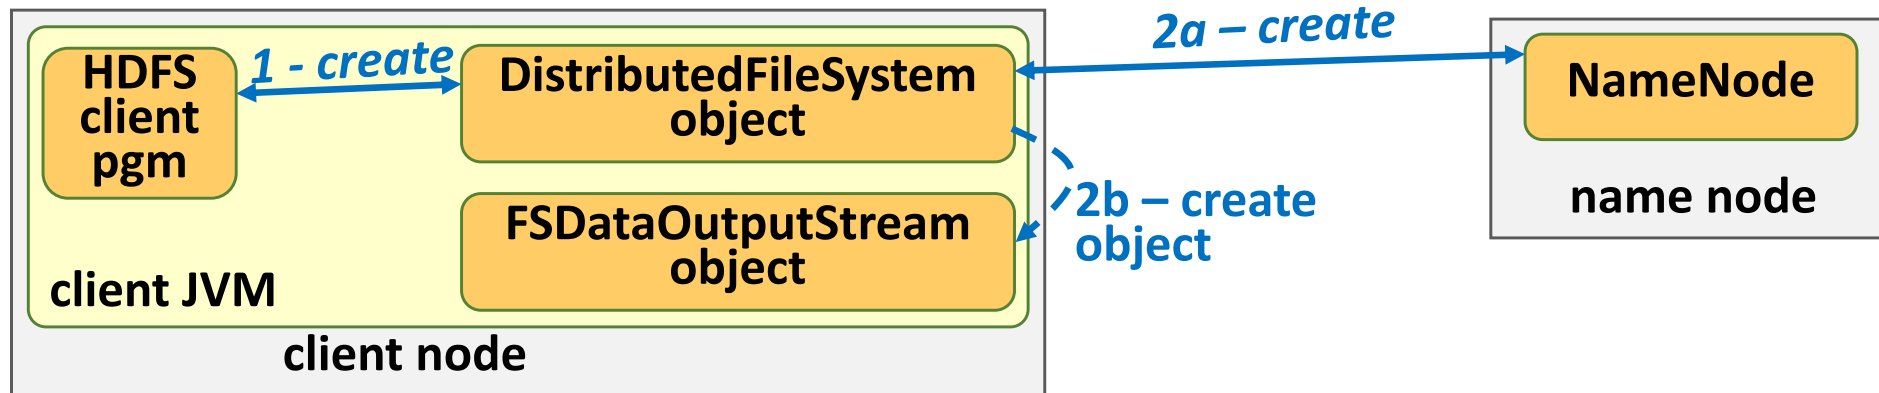 HDFS
client
pgm
1 - create
DistributedFileSystem
object
2a – create
NameNode
name node
FSDataOutputStream
object
2b – create
object
client JVM
client node